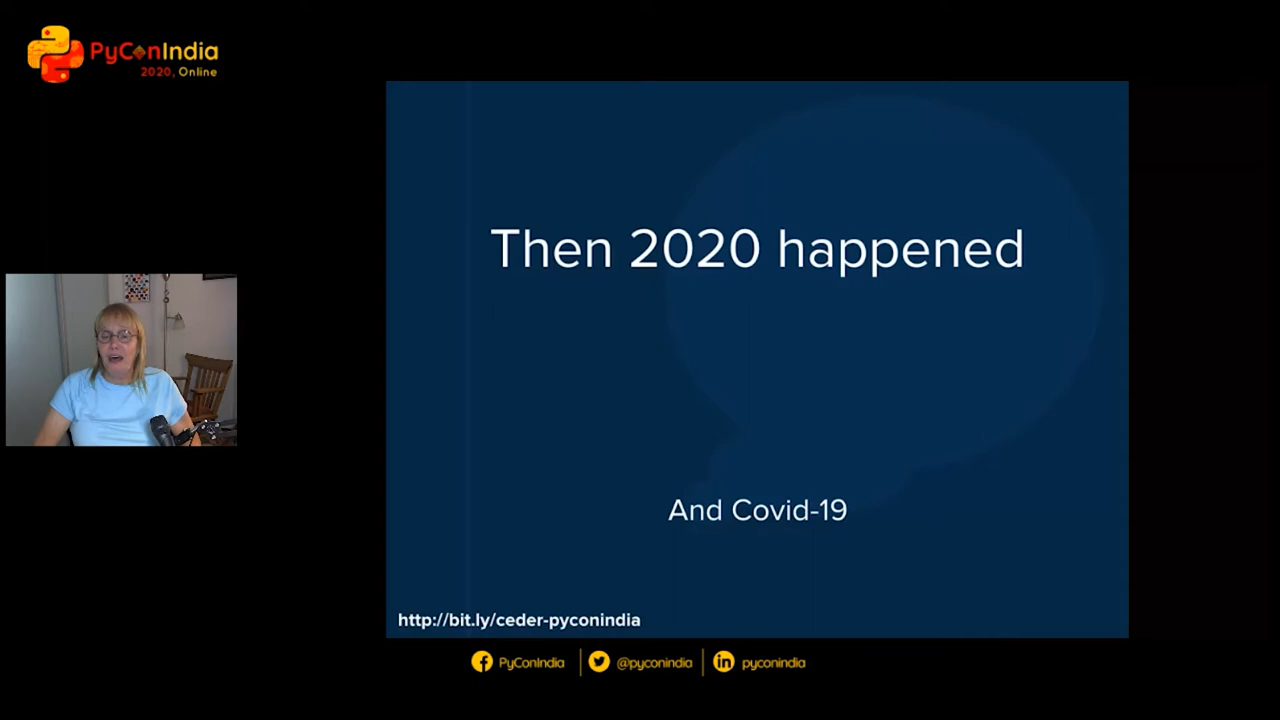 PyConIndia
2020, Online
Then 2020 happened
And Covid-19
http://bit.ly/ceder-pyconindia
PyConIndia
@pyconindia
pyconindia